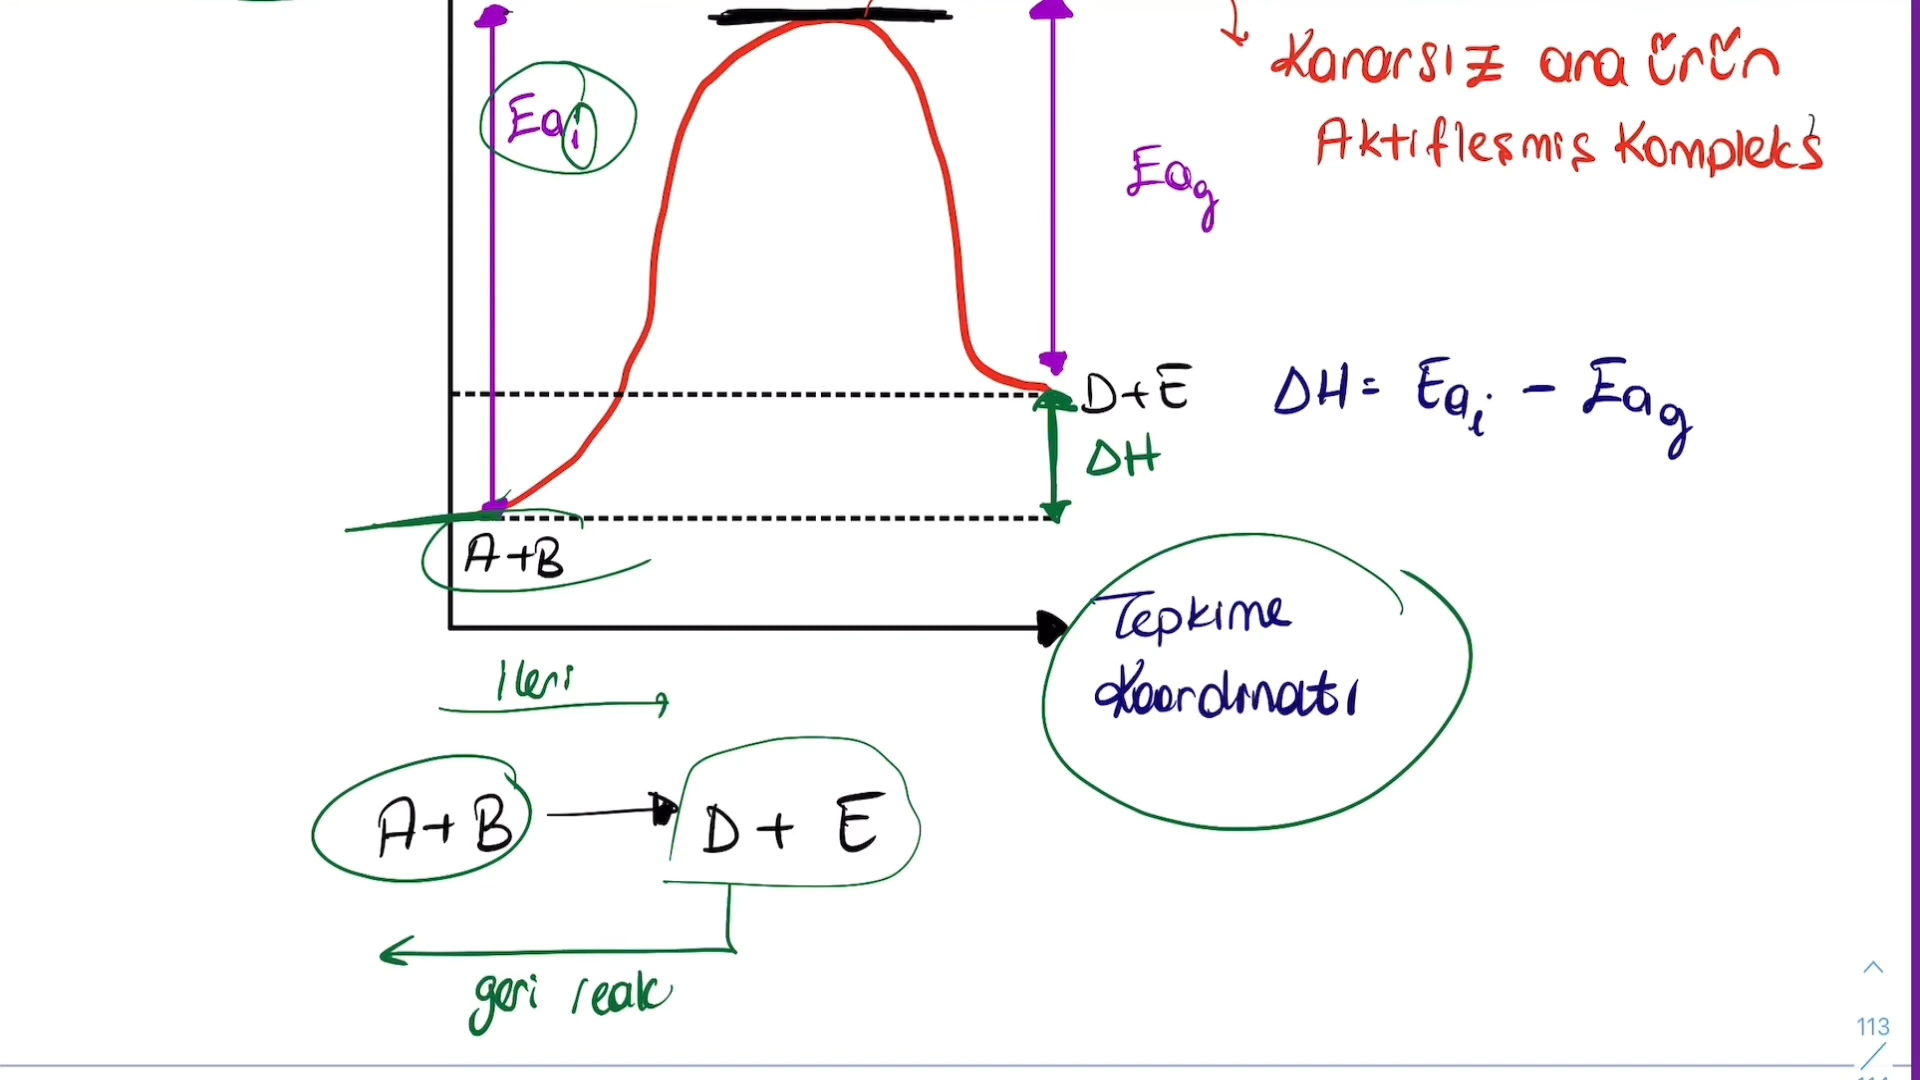 Kararsız ara ürün
Aktifleşmiş Kompleks
Eai
Eag
D+E
ΔH = Eai - Eag
ΔH
A+B
Tepkime
Koordinatı
İleri
A+B → D+E
geri reak
113